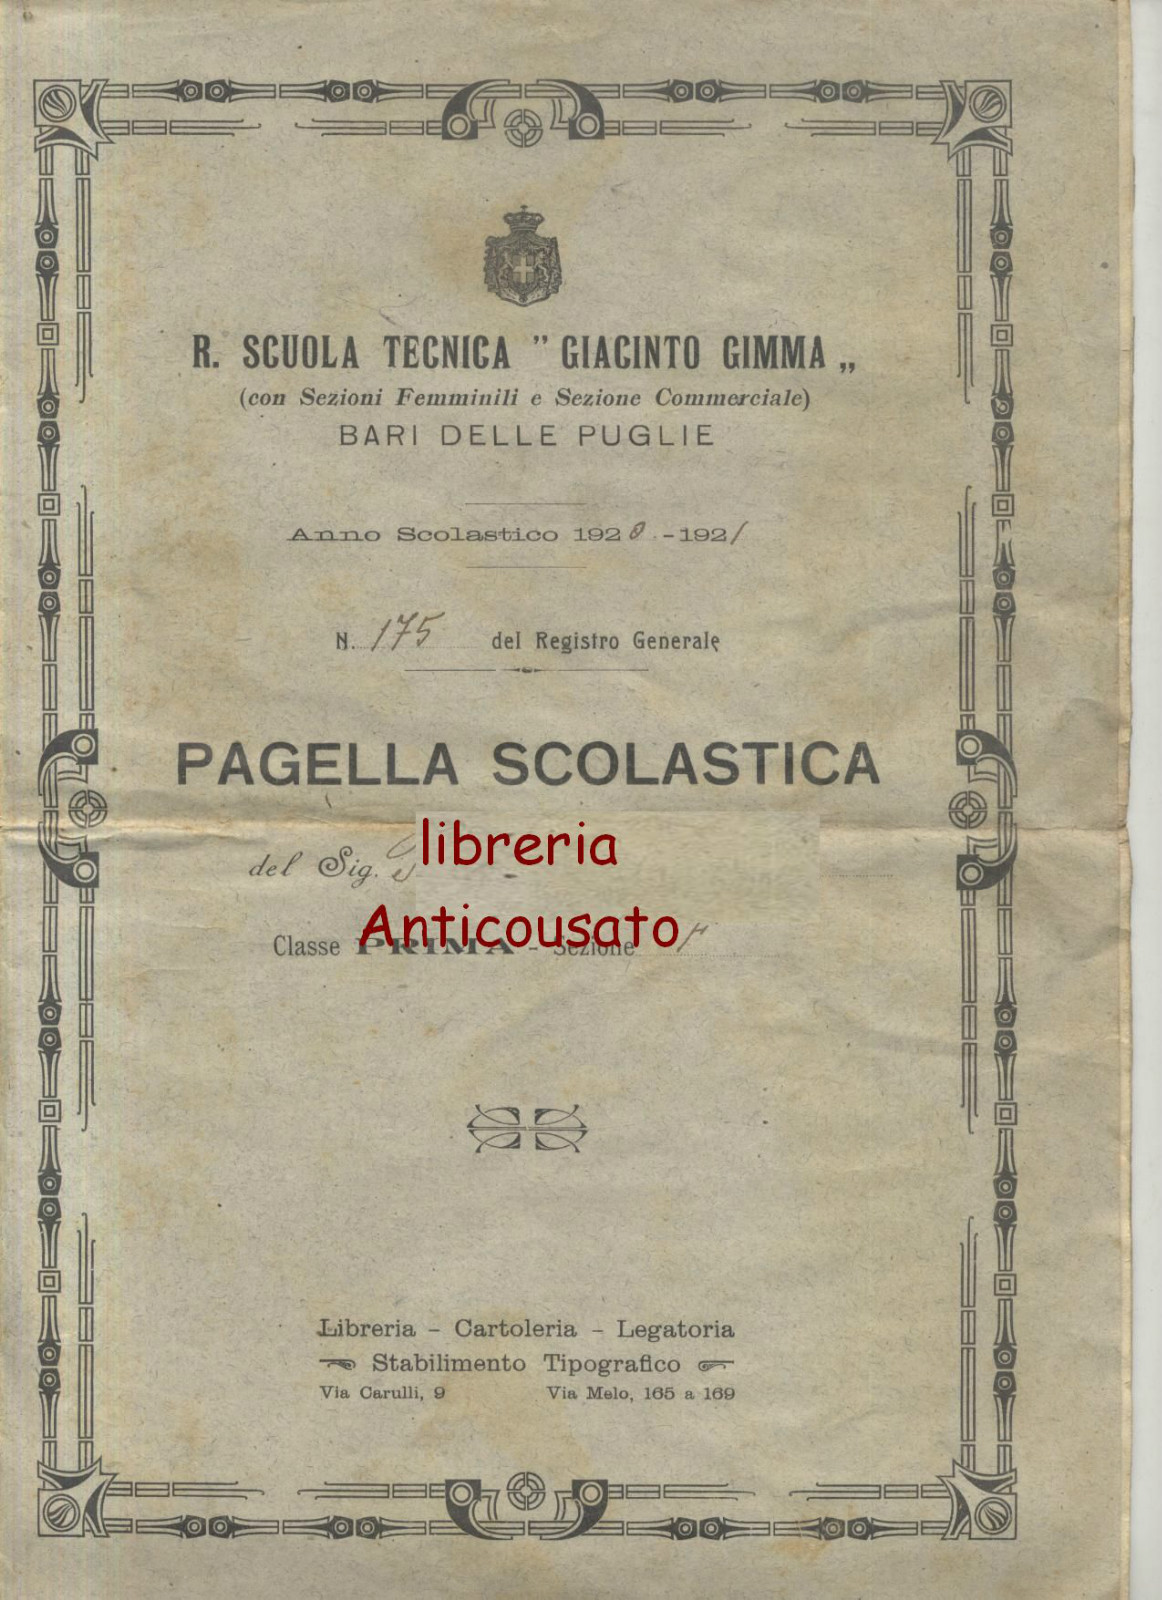 R. SCUOLA TECNICA " GIACINTO GIMMA „
(con Sezioni Femminili e Sezione Commerciale)
BARI DELLE PUGLIE
Anno Scolastico 1920-1921
N. 175 del Registro Generale
PAGELLA SCOLASTICA
libreria
del Sig.
Anticousato
Classe PRIMA - Sezione F
Libreria - Cartoleria - Legatoria
Stabilimento Tipografico
Via Carulli, 9 Via Melo, 165 a 169